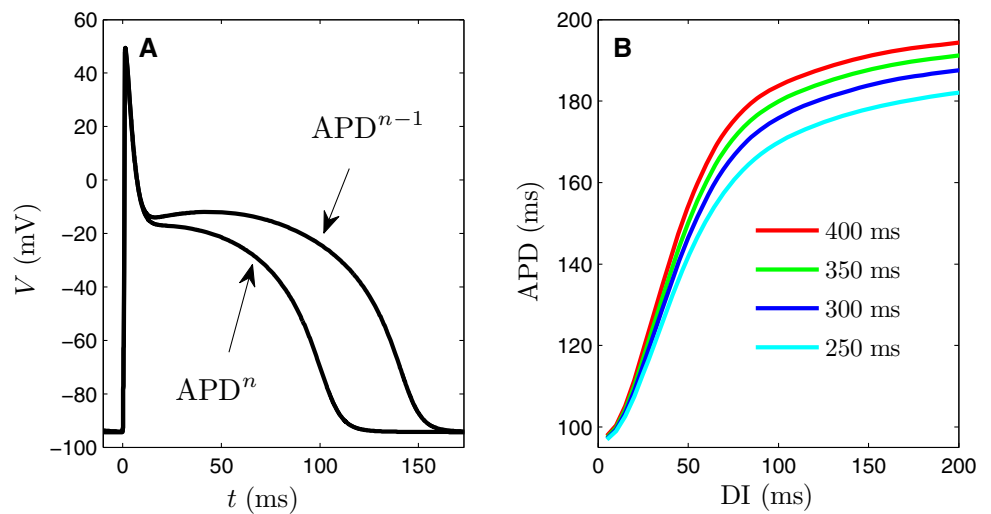 A
60
40
20
0
−20
−40
−60
−80
−100
V (mV)
APD^{n−1}
APD^n
0 50 100 150
t (ms)
B
200
180
160
140
120
100
APD (ms)
400 ms
350 ms
300 ms
250 ms
0 50 100 150 200
DI (ms)